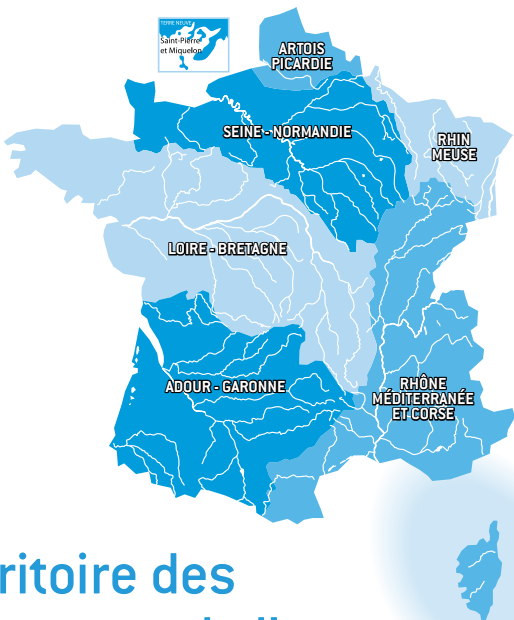 TERRE NEUVE
Saint-Pierre
et Miquelon
ARTOIS
PICARDIE
SEINE - NORMANDIE
RHIN
MEUSE
LOIRE - BRETAGNE
ADOUR - GARONNE
RHÔNE
MÉDITERRANÉE
ET CORSE
ritoire des